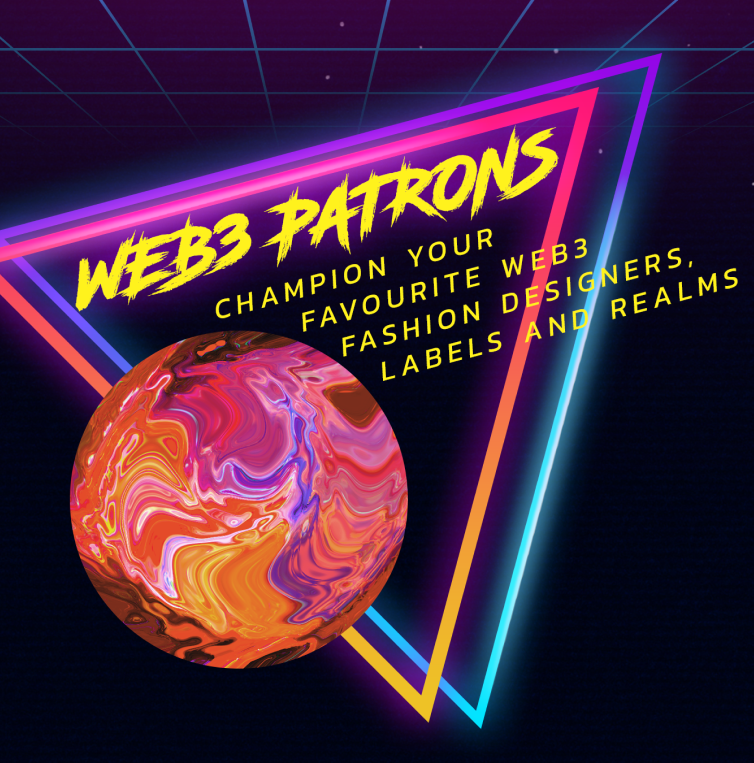 WEB3 PATRONS
CHAMPION YOUR
FAVOURITE WEB3
FASHION DESIGNERS,
LABELS AND REALMS